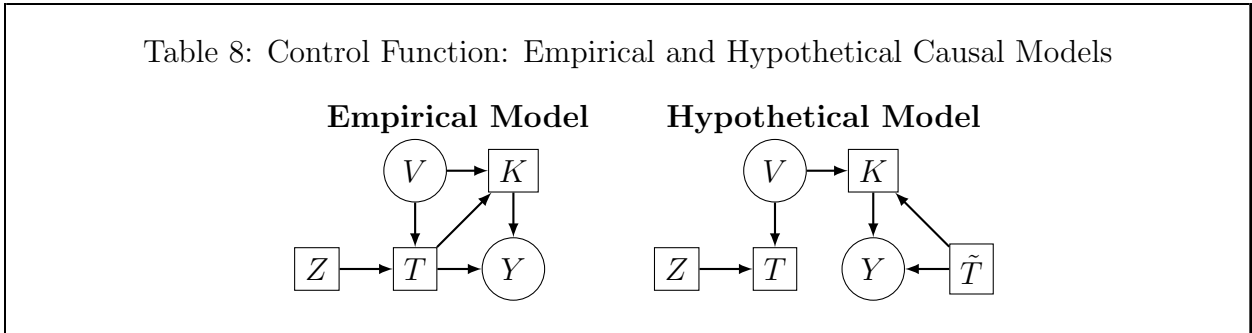 Table 8: Control Function: Empirical and Hypothetical Causal Models
Empirical Model Hypothetical Model
V K V K
Z T Y Z T Y T̃